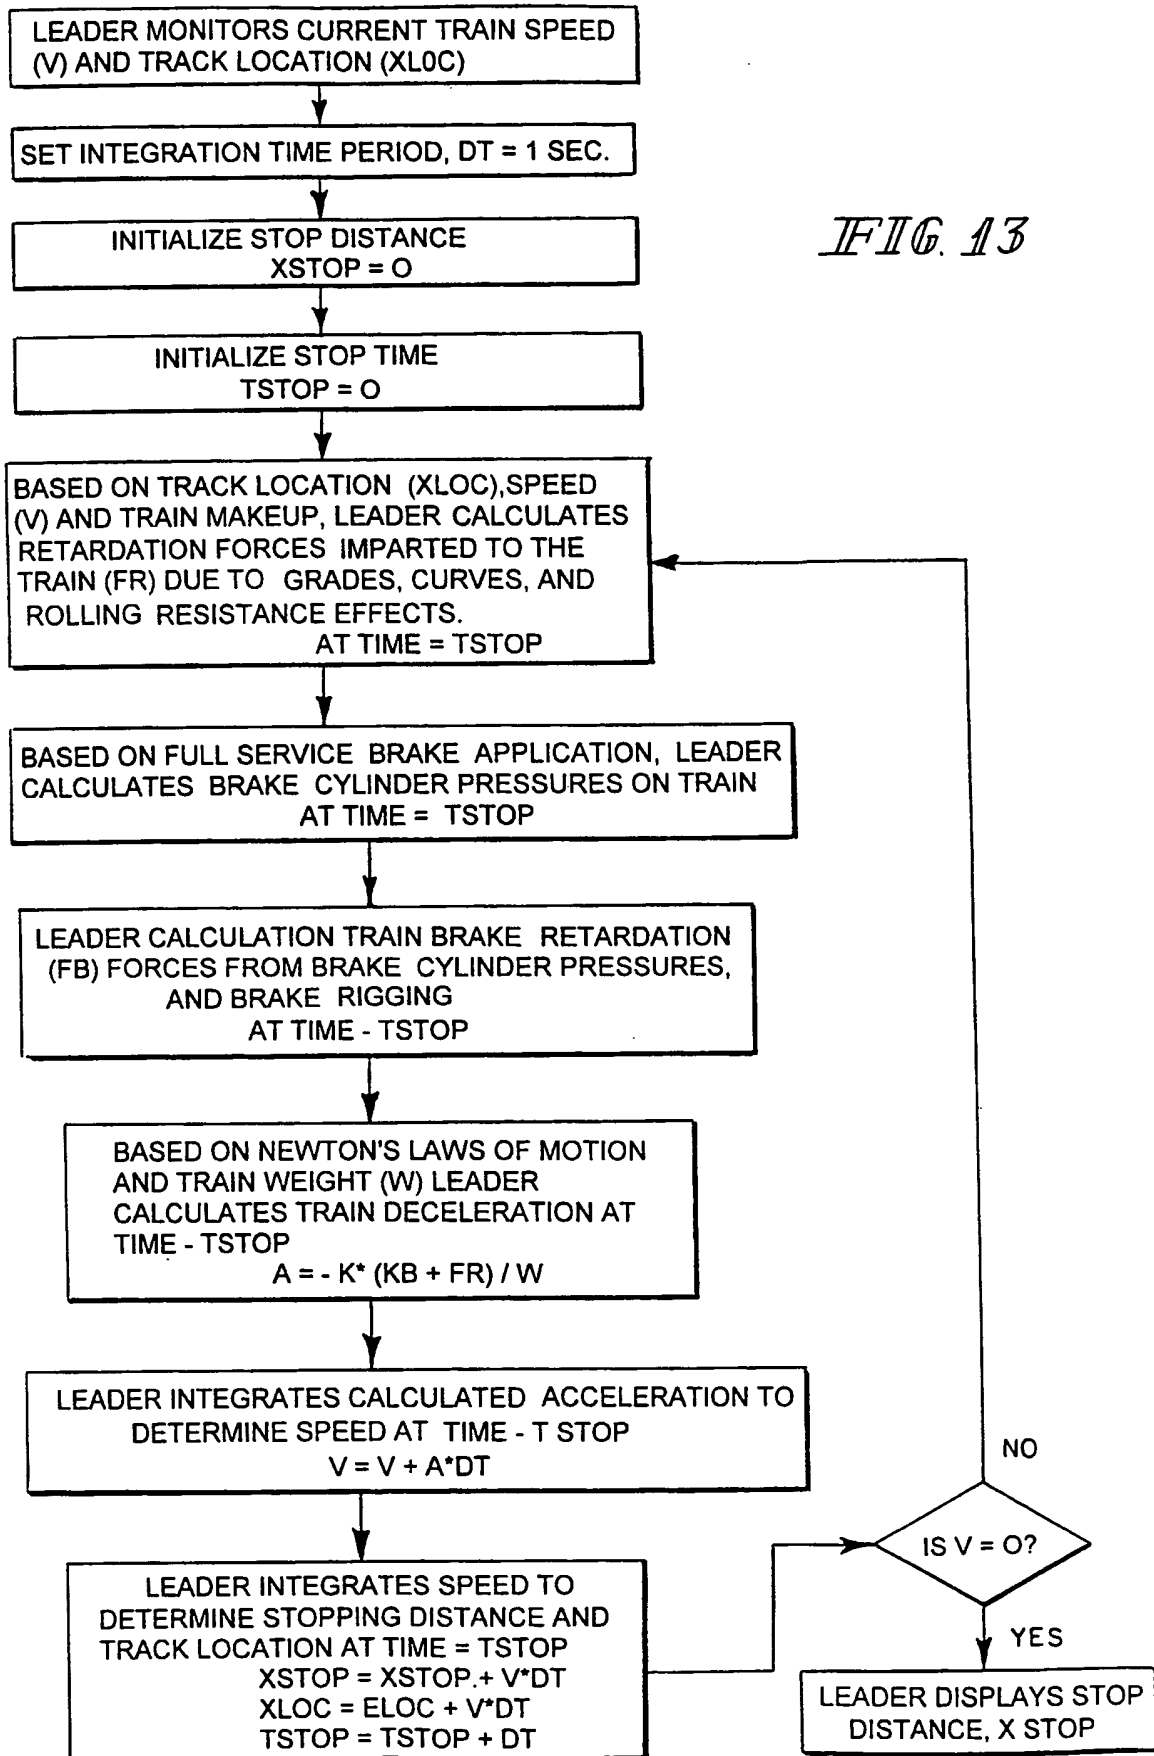 LEADER MONITORS CURRENT TRAIN SPEED
(V) AND TRACK LOCATION (XL0C)
SET INTEGRATION TIME PERIOD, DT = 1 SEC.
FIG. 13
INITIALIZE STOP DISTANCE
XSTOP = O
INITIALIZE STOP TIME
TSTOP = O
BASED ON TRACK LOCATION (XLOC),SPEED
(V) AND TRAIN MAKEUP, LEADER CALCULATES
RETARDATION FORCES IMPARTED TO THE
TRAIN (FR) DUE TO GRADES, CURVES, AND
ROLLING RESISTANCE EFFECTS.
AT TIME = TSTOP
BASED ON FULL SERVICE BRAKE APPLICATION, LEADER
CALCULATES BRAKE CYLINDER PRESSURES ON TRAIN
AT TIME = TSTOP
LEADER CALCULATION TRAIN BRAKE RETARDATION
(FB) FORCES FROM BRAKE CYLINDER PRESSURES,
AND BRAKE RIGGING
AT TIME - TSTOP
BASED ON NEWTON'S LAWS OF MOTION
AND TRAIN WEIGHT (W) LEADER
CALCULATES TRAIN DECELERATION AT
TIME - TSTOP
A = - K* (KB + FR) / W
LEADER INTEGRATES CALCULATED ACCELERATION TO
DETERMINE SPEED AT TIME - T STOP
V = V + A*DT
LEADER INTEGRATES SPEED TO
DETERMINE STOPPING DISTANCE AND
TRACK LOCATION AT TIME = TSTOP
XSTOP = XSTOP.+ V*DT
XLOC = ELOC + V*DT
TSTOP = TSTOP + DT
NO
IS V = O?
YES
LEADER DISPLAYS STOP
DISTANCE, X STOP